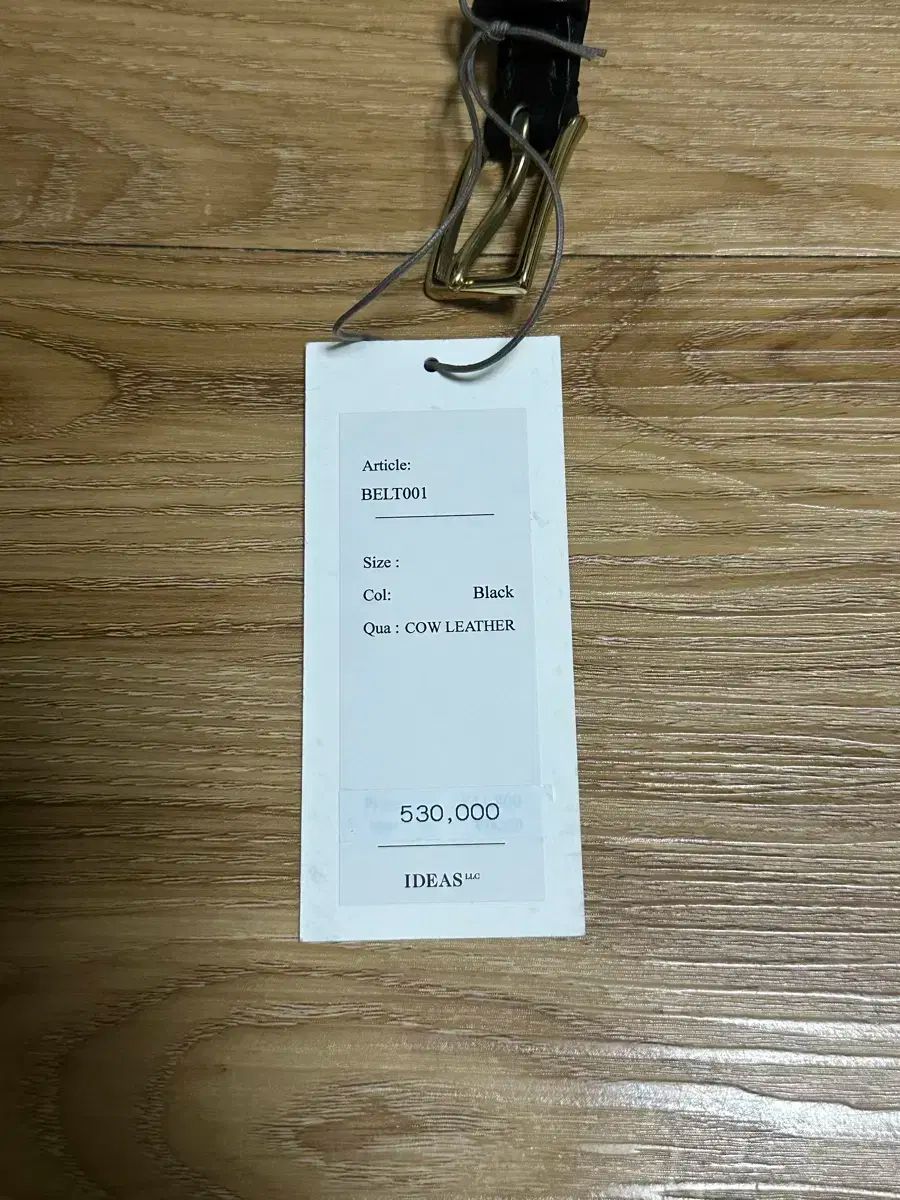 Article:
BELT001
Size :
Col: Black
Qua : COW LEATHER
530,000
IDEAS LLC